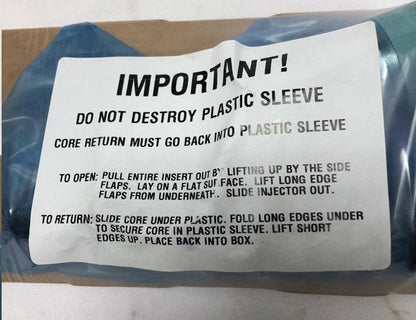 IMPORTANT!
DO NOT DESTROY PLASTIC SLEEVE
CORE RETURN MUST GO BACK INTO PLASTIC SLEEVE
TO OPEN: PULL ENTIRE INSERT OUT BY LIFTING UP BY THE SIDE
FLAPS. LAY ON A FLAT SURFACE. LIFT LONG EDGE
FLAPS FROM UNDERNEATH. SLIDE INJECTOR OUT.
TO RETURN: SLIDE CORE UNDER PLASTIC. FOLD LONG EDGES UNDER
TO SECURE CORE IN PLASTIC SLEEVE. LIFT SHORT
EDGES UP. PLACE BACK INTO BOX.